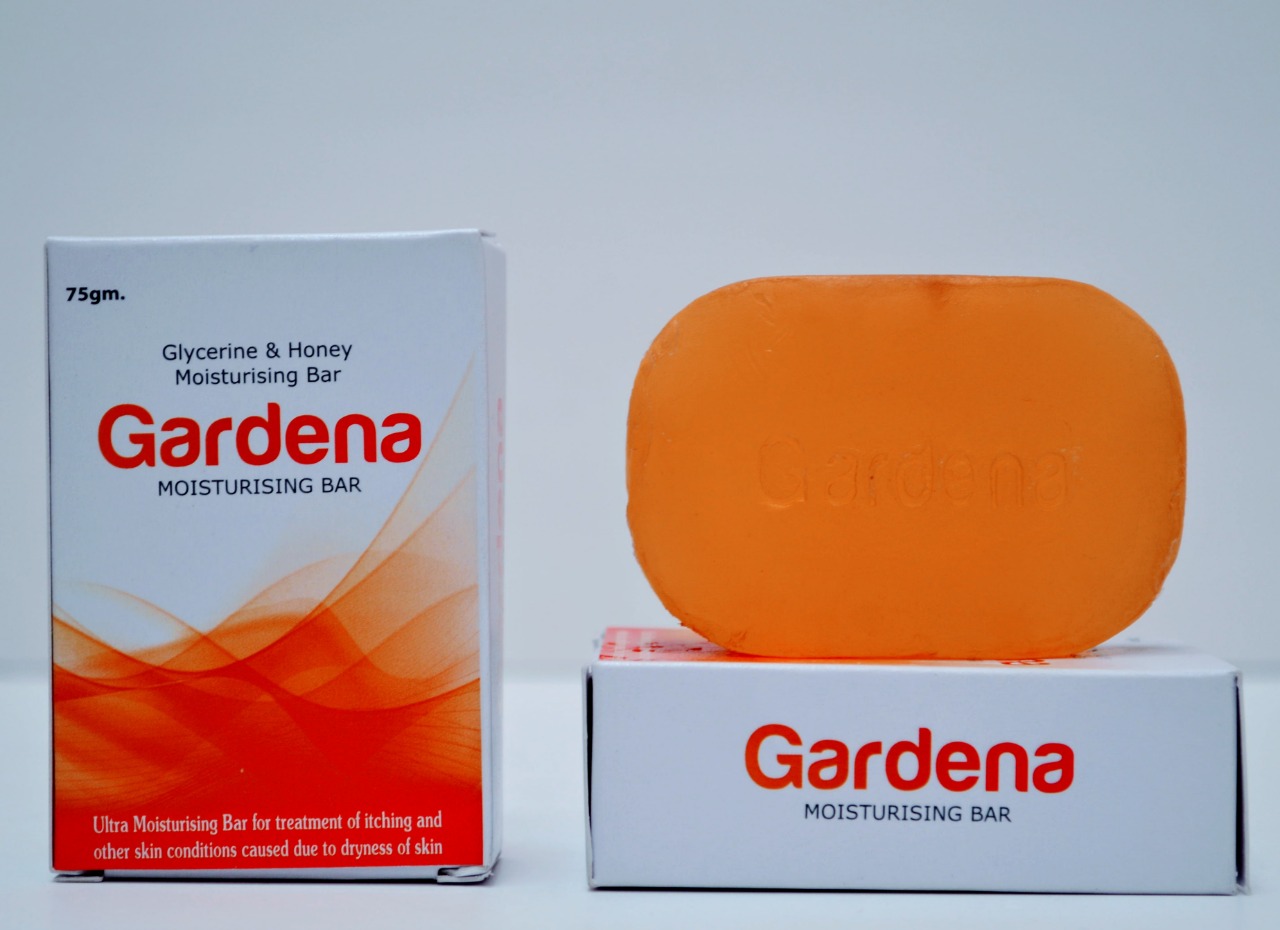 75gm.
Glycerine & Honey
Moisturising Bar
Gardena
MOISTURISING BAR
Ultra Moisturising Bar for treatment of itching and
other skin conditions caused due to dryness of skin
Gardena
Gardena
MOISTURISING BAR